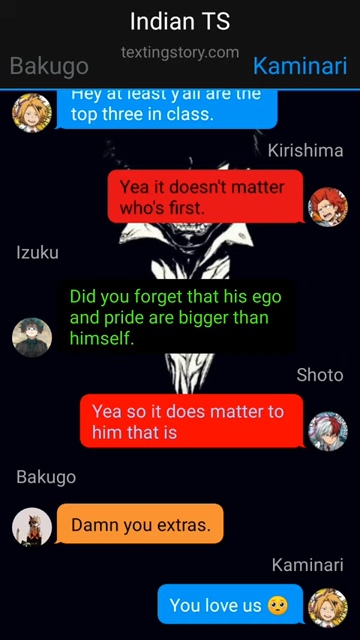 Indian TS
textingstory.com
Bakugo
Kaminari
Hey at least y'all are the
top three in class.
Kirishima
Yea it doesn't matter
who's first.
Izuku
Did you forget that his ego
and pride are bigger than
himself.
Shoto
Yea so it does matter to
him that is
Bakugo
Damn you extras.
Kaminari
You love us 🥺